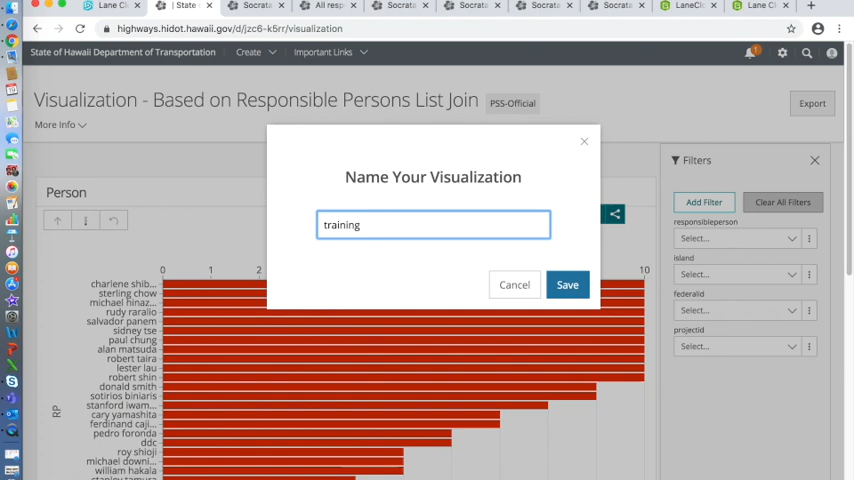 Lane Cl
| State c
Socrata
All resp
Socrata
Socrata
Socrata
Socrata
LaneCl
Lane C
highways.hidot.hawaii.gov/d/jzc6-k5rr/visualization
State of Hawaii Department of Transportation
Create
Important Links
1
Visualization - Based on Responsible Persons List Join
PSS-Official
Export
More Info
Name Your Visualization
training
Cancel
Save
Person
Filters
Add Filter
Clear All Filters
responsibleperson
Select...
island
Select...
federalid
Select...
projectid
Select...
0
1
2
10
RP
charlene shib...
sterling chow
michael hinaz...
rudy raralio
salvador panem
sidney tse
paul chung
alan matsuda
robert taira
lester lau
robert shin
donald smith
sotirios biniaris
stanford iwam...
cary yamashita
ferdinand caji...
pedro foronda
ddc
roy shioji
michael downi...
william hakala
stanley tamura